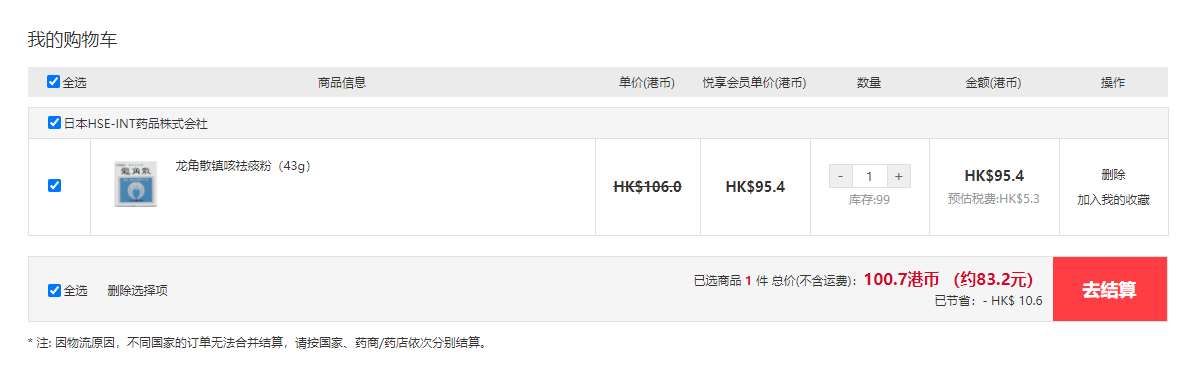 我的购物车
全选 商品信息 单价(港币) 悦享会员单价(港币) 数量 金额(港币) 操作
日本HSE-INT药品株式会社
龍角散
龙角散镇咳祛痰粉（43g）
HK$106.0 HK$95.4 - 1 + HK$95.4 删除
库存:99 预估税费:HK$5.3 加入我的收藏
全选 删除选择项 已选商品 1 件 总价(不含运费)： 100.7港币 （约83.2元） 去结算
已节省：- HK$ 10.6
* 注: 因物流原因，不同国家的订单无法合并结算，请按国家、药商/药店依次分别结算。